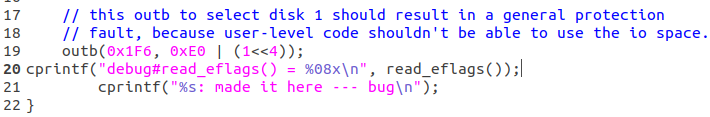 17 // this outb to select disk 1 should result in a general protection
18 // fault, because user-level code shouldn't be able to use the io space.
19 outb(0x1F6, 0xE0 | (1<<4));
20 cprintf("debug#read_eflags() = %08x\n", read_eflags());
21 cprintf("%s: made it here --- bug\n");
22 }